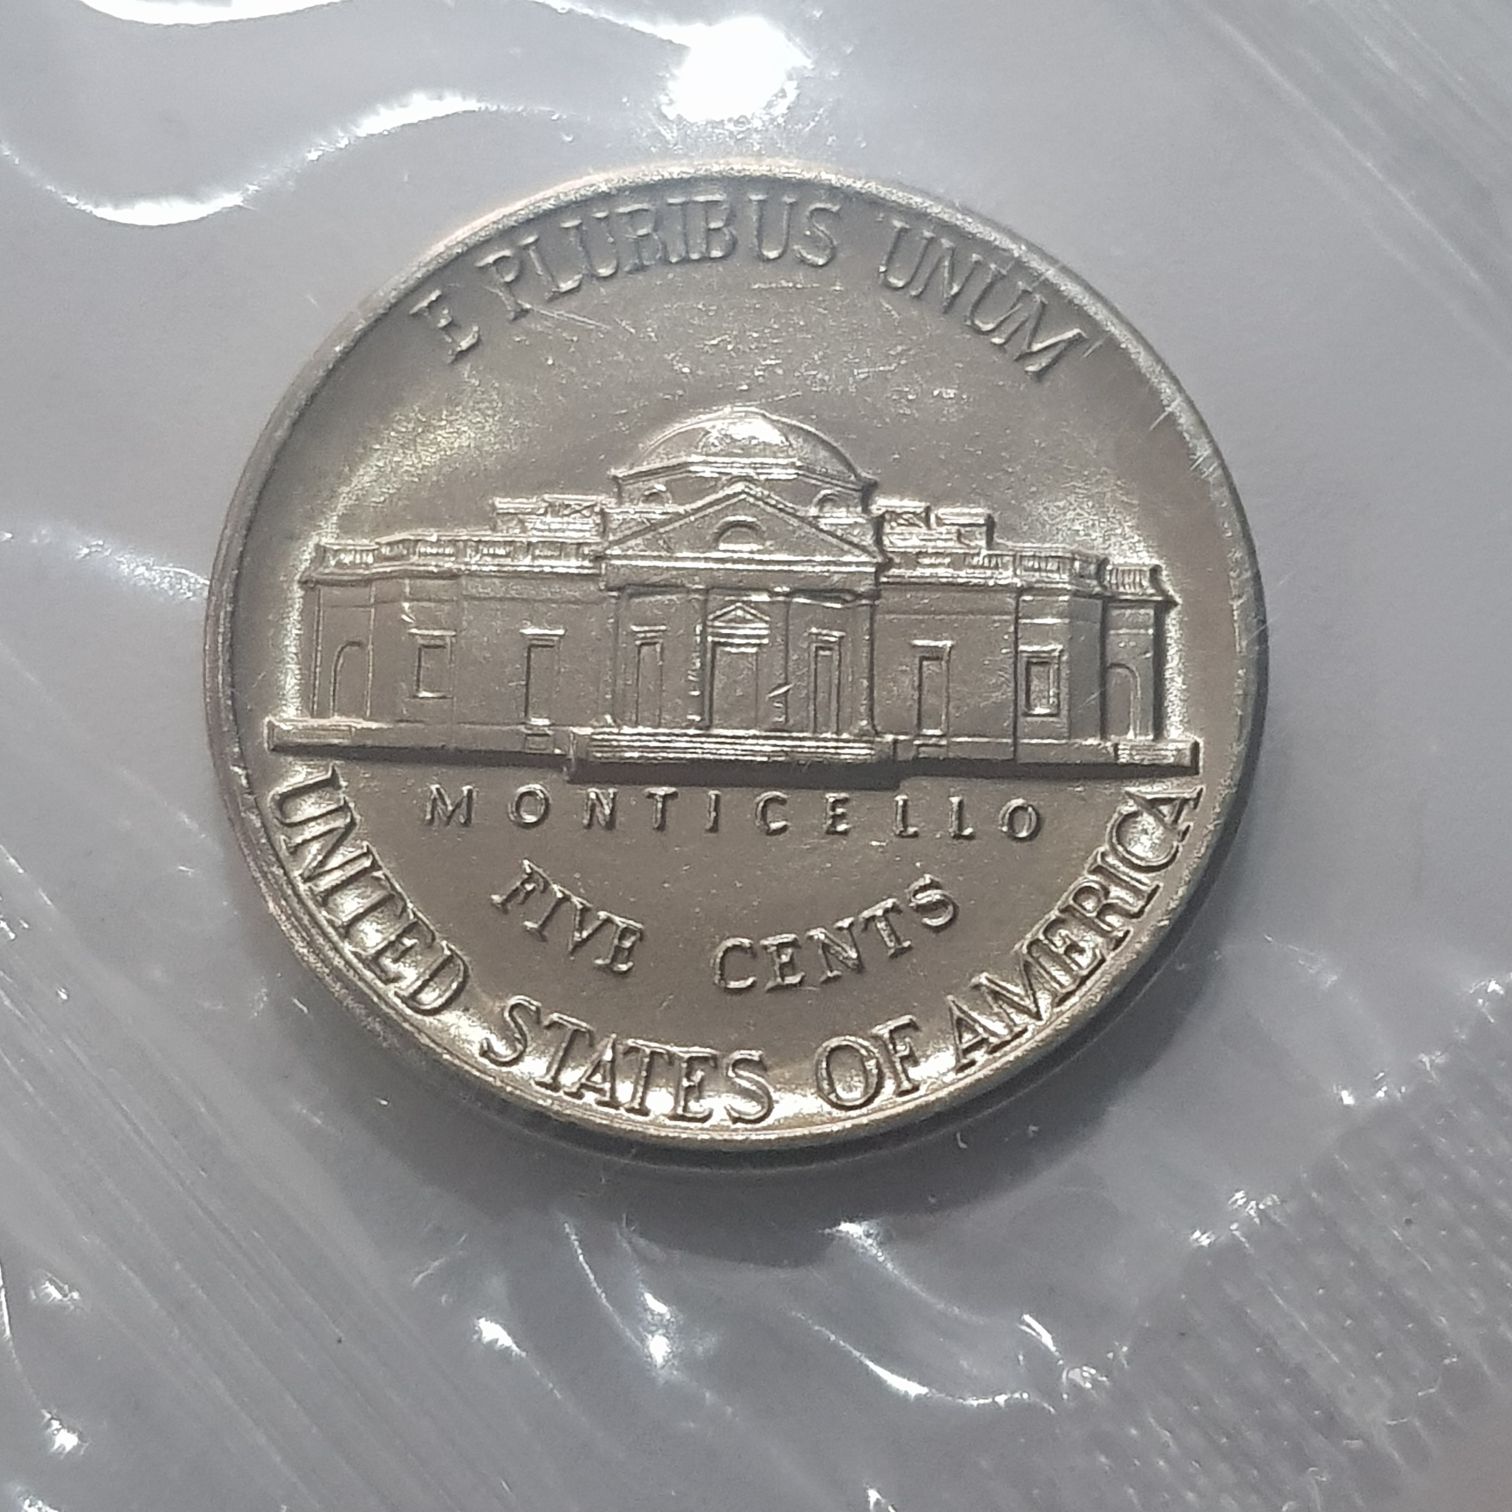 E PLURIBUS UNUM
MONTICELLO
FIVE CENTS
UNITED STATES OF AMERICA